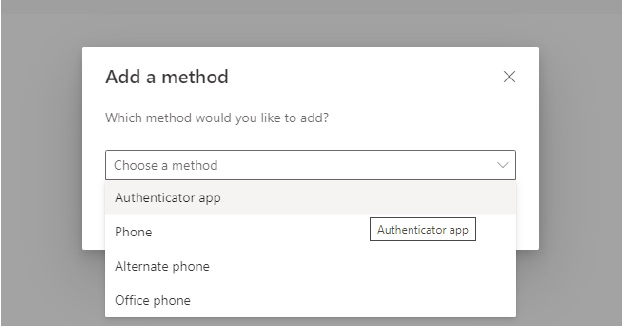 Add a method
Which method would you like to add?
Choose a method
Authenticator app
Phone
Authenticator app
Alternate phone
Office phone